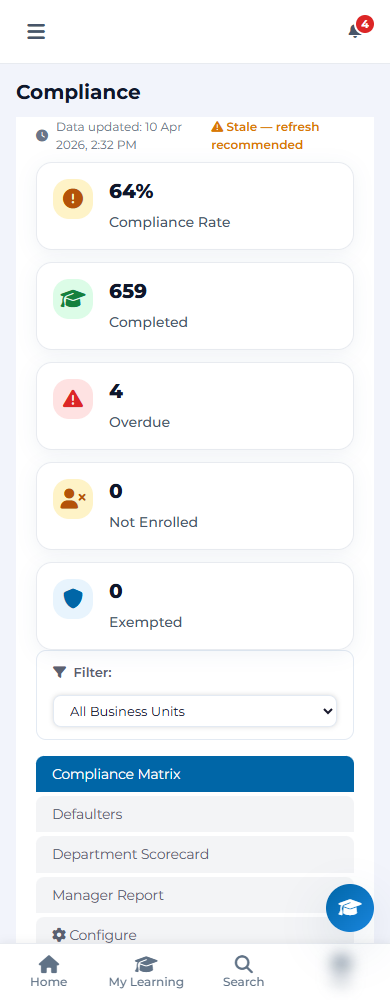 4
Compliance
Data updated: 10 Apr
2026, 2:32 PM
Stale — refresh
recommended
64%
Compliance Rate
659
Completed
4
Overdue
0
Not Enrolled
0
Exempted
Filter:
All Business Units
Compliance Matrix
Defaulters
Department Scorecard
Manager Report
Configure
Home
My Learning
Search